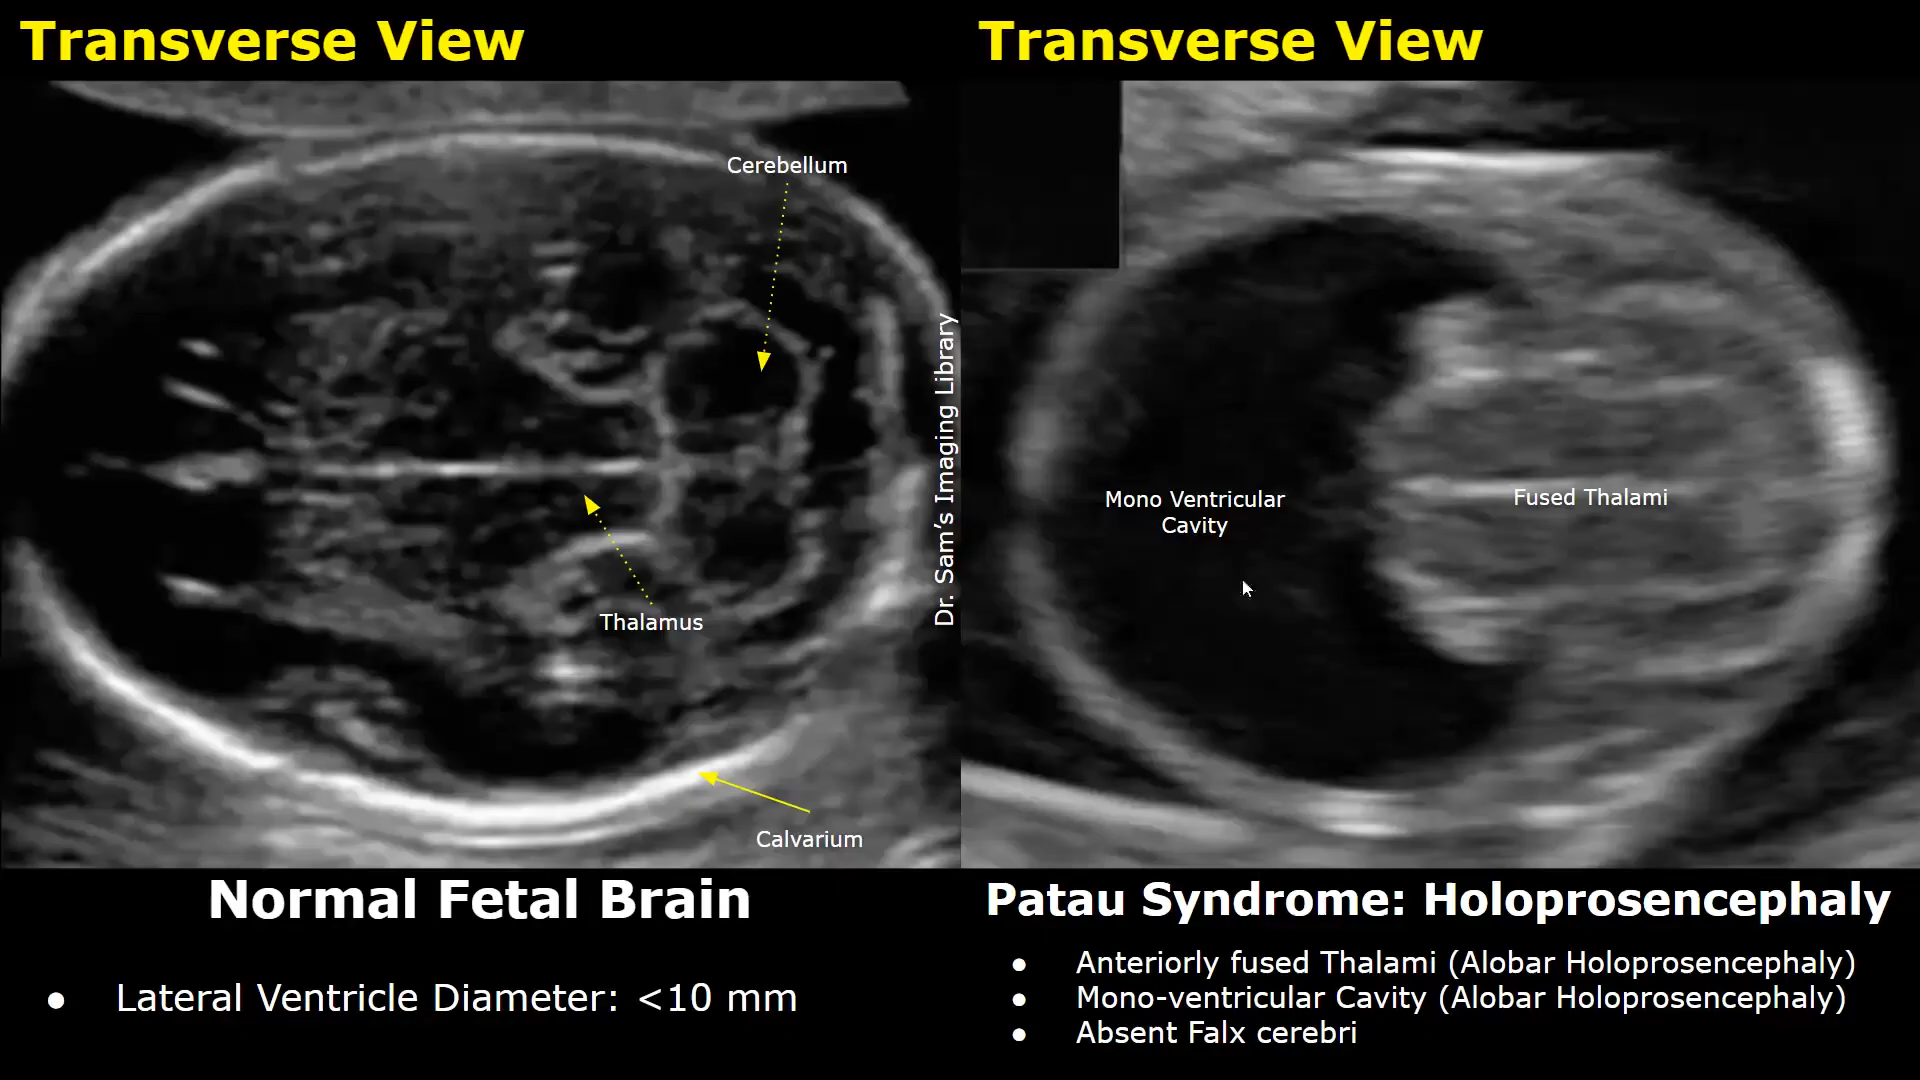 Transverse View
Cerebellum
Thalamus
Calvarium
Dr. Sam's Imaging Library
Normal Fetal Brain
● Lateral Ventricle Diameter: <10 mm
Transverse View
Mono Ventricular
Cavity
Fused Thalami
Patau Syndrome: Holoprosencephaly
● Anteriorly fused Thalami (Alobar Holoprosencephaly)
● Mono-ventricular Cavity (Alobar Holoprosencephaly)
● Absent Falx cerebri